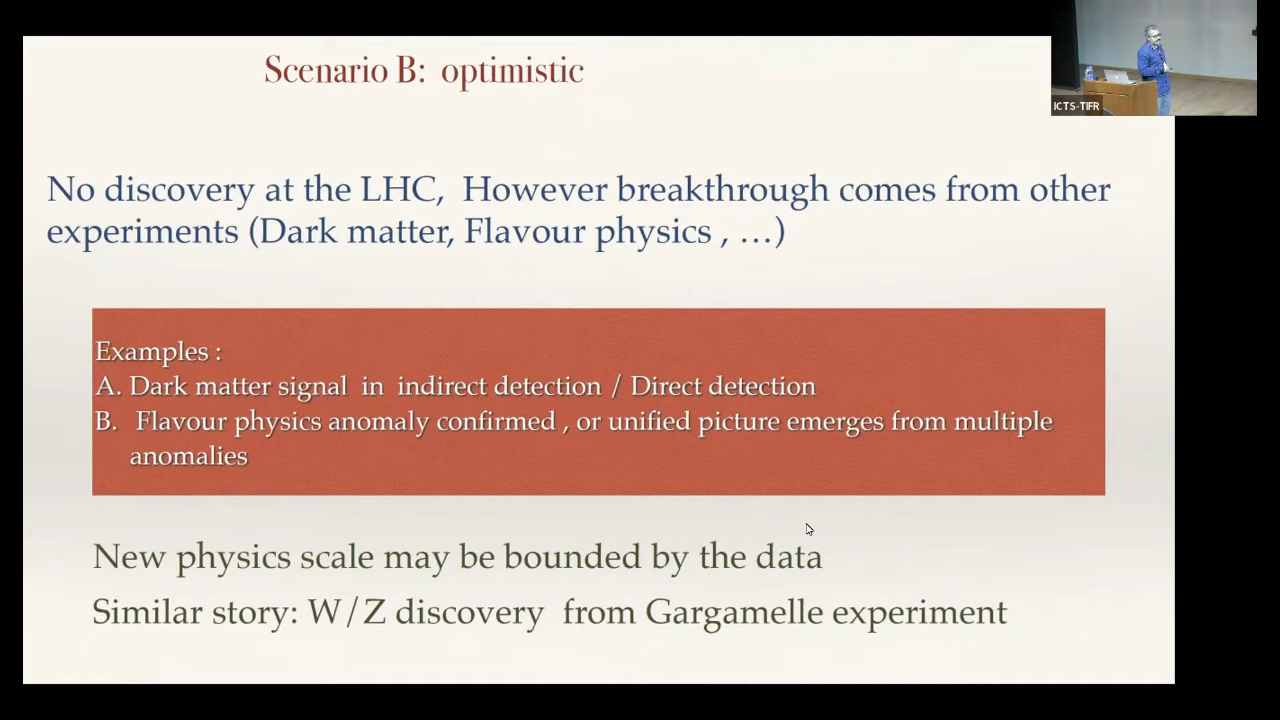 Scenario B: optimistic
ICTS-TIFR
No discovery at the LHC, However breakthrough comes from other
experiments (Dark matter, Flavour physics , ...)
Examples :
A. Dark matter signal in indirect detection / Direct detection
B. Flavour physics anomaly confirmed , or unified picture emerges from multiple
anomalies
New physics scale may be bounded by the data
Similar story: W/Z discovery from Gargamelle experiment